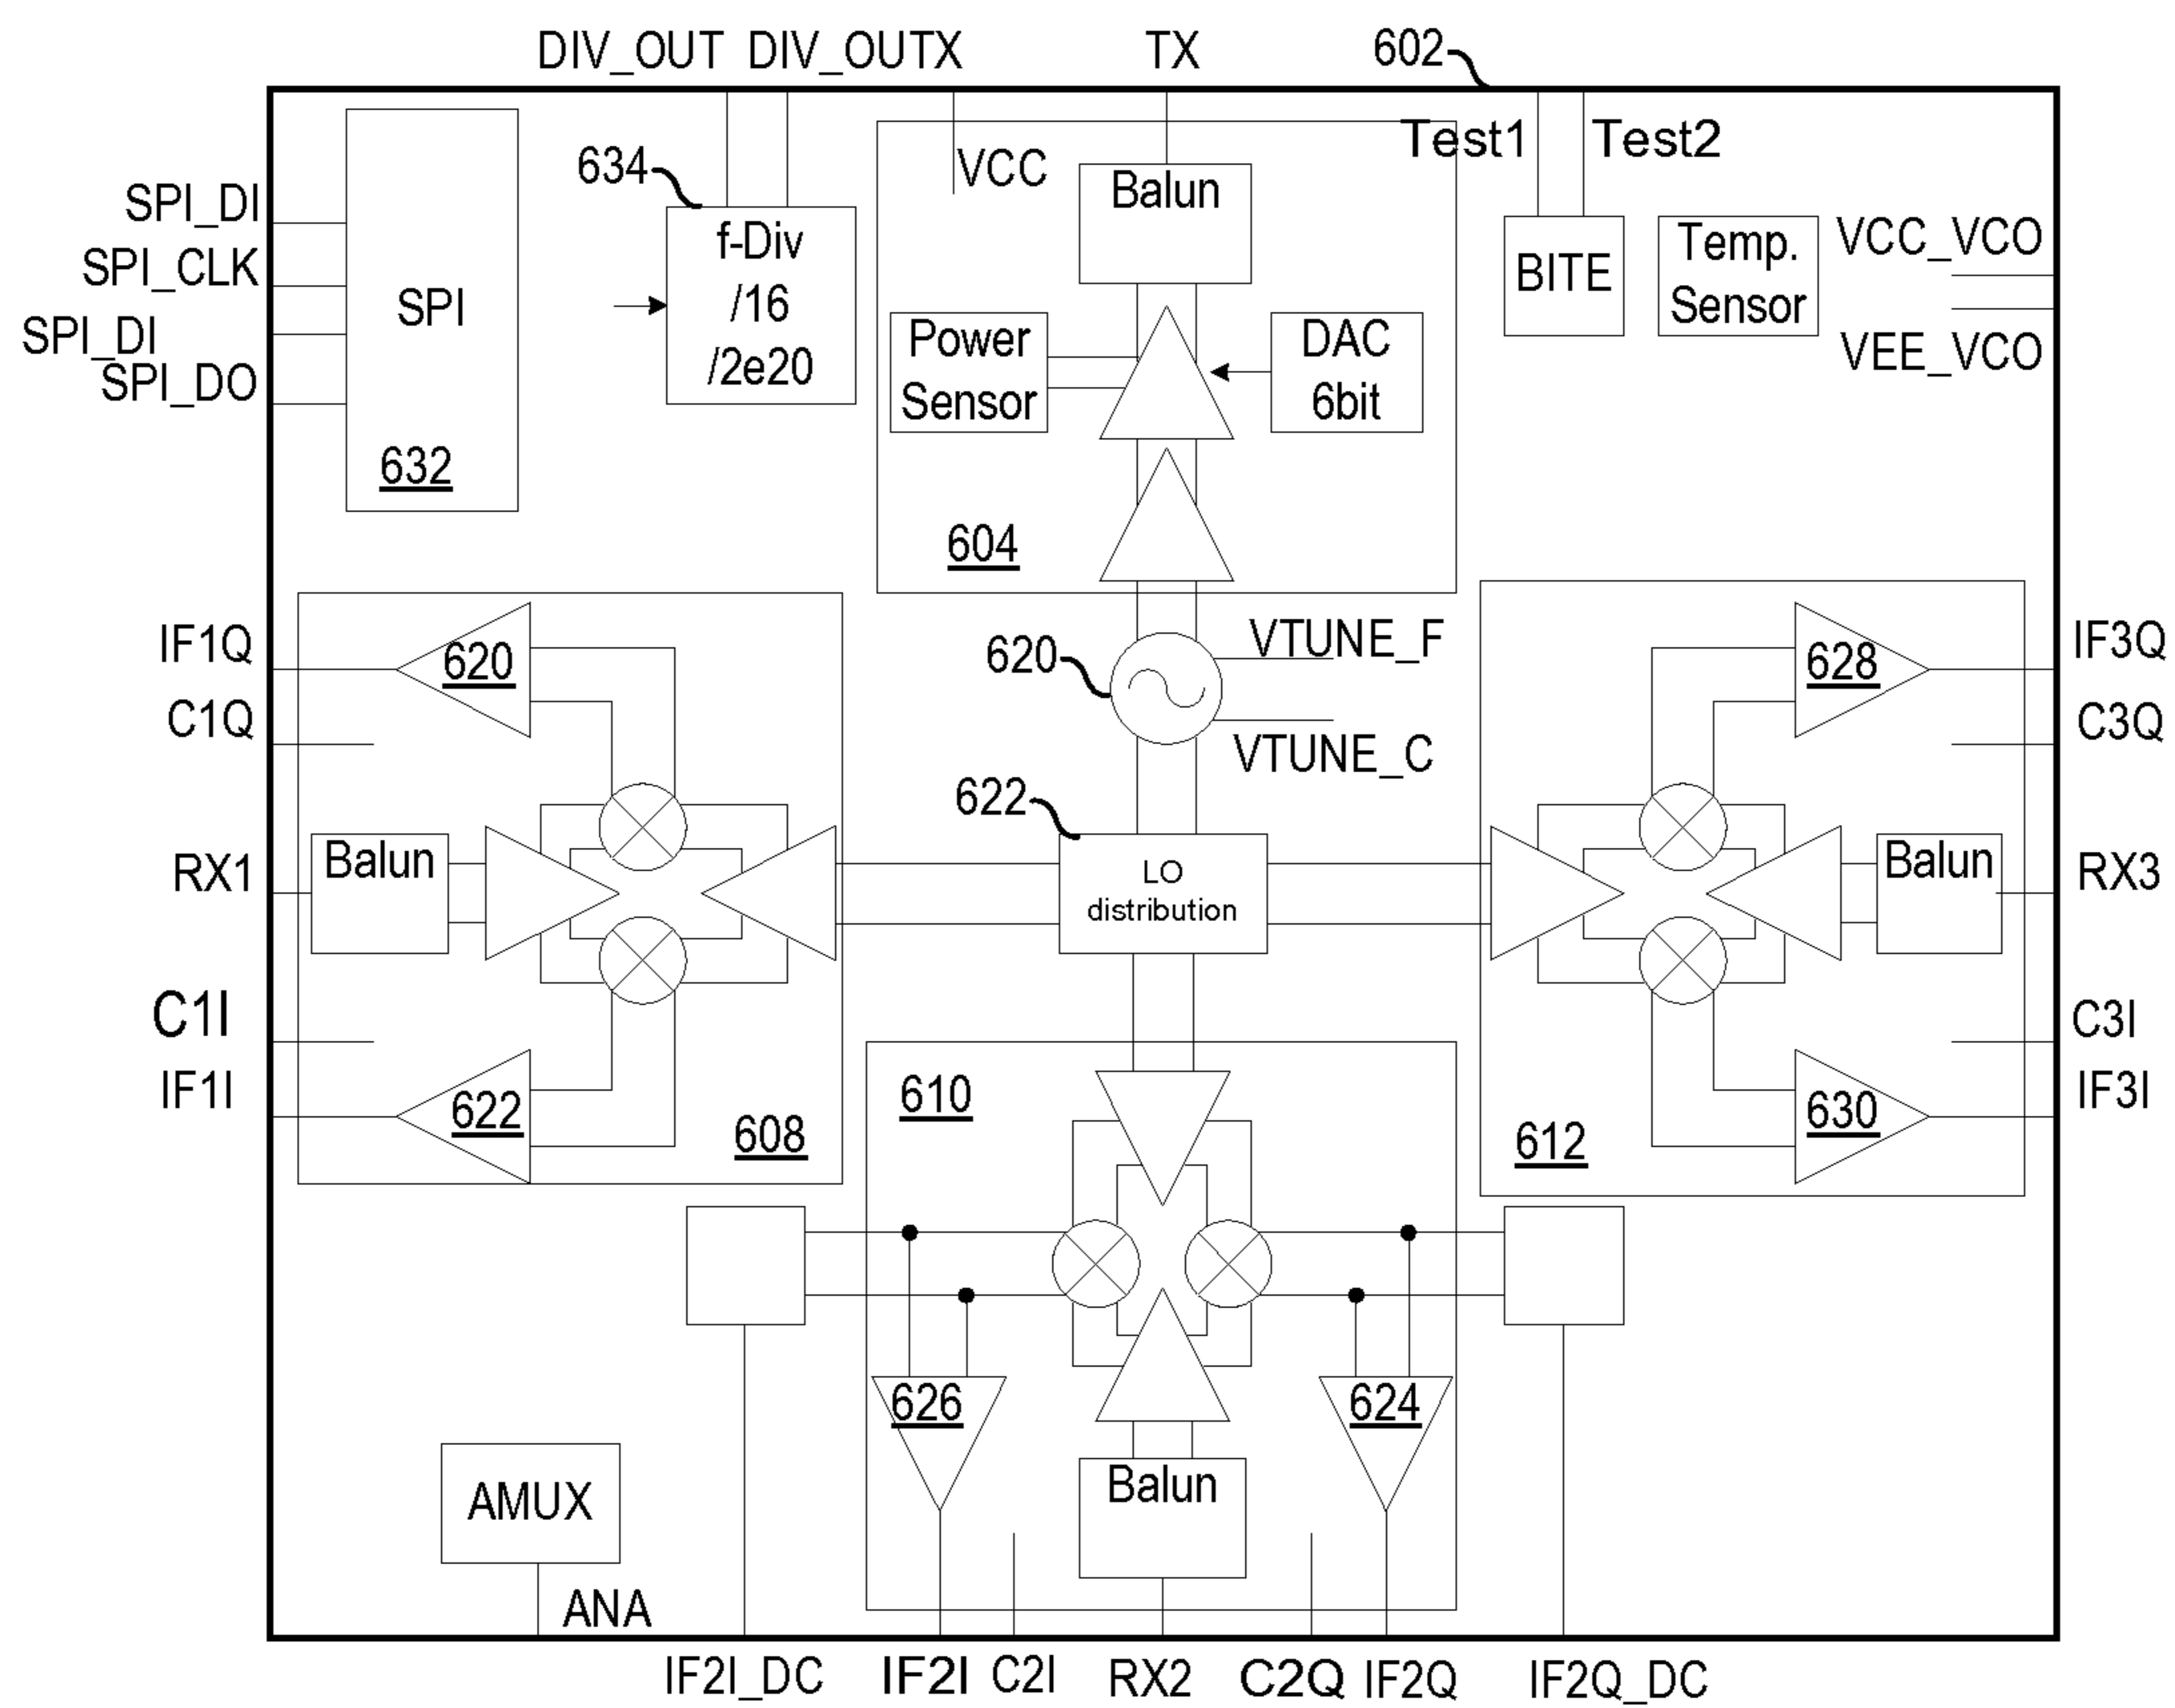 DIV_OUT DIV_OUTX TX 602
Test1 Test2
634 VCC Balun
SPI_DI
SPI_CLK
SPI_DI
SPI_DO
SPI
632
f-Div
/16
/2e20
Power
Sensor
DAC
6bit
604
BITE
Temp.
Sensor
VCC_VCO
VEE_VCO
IF1Q
C1Q
RX1
C1I
IF1I
620
Balun
622
608
620
VTUNE_F
VTUNE_C
622
LO
distribution
628
Balun
630
612
IF3Q
C3Q
RX3
C3I
IF3I
610
626
624
Balun
AMUX
ANA
IF2I_DC IF2I C2I RX2 C2Q IF2Q IF2Q_DC